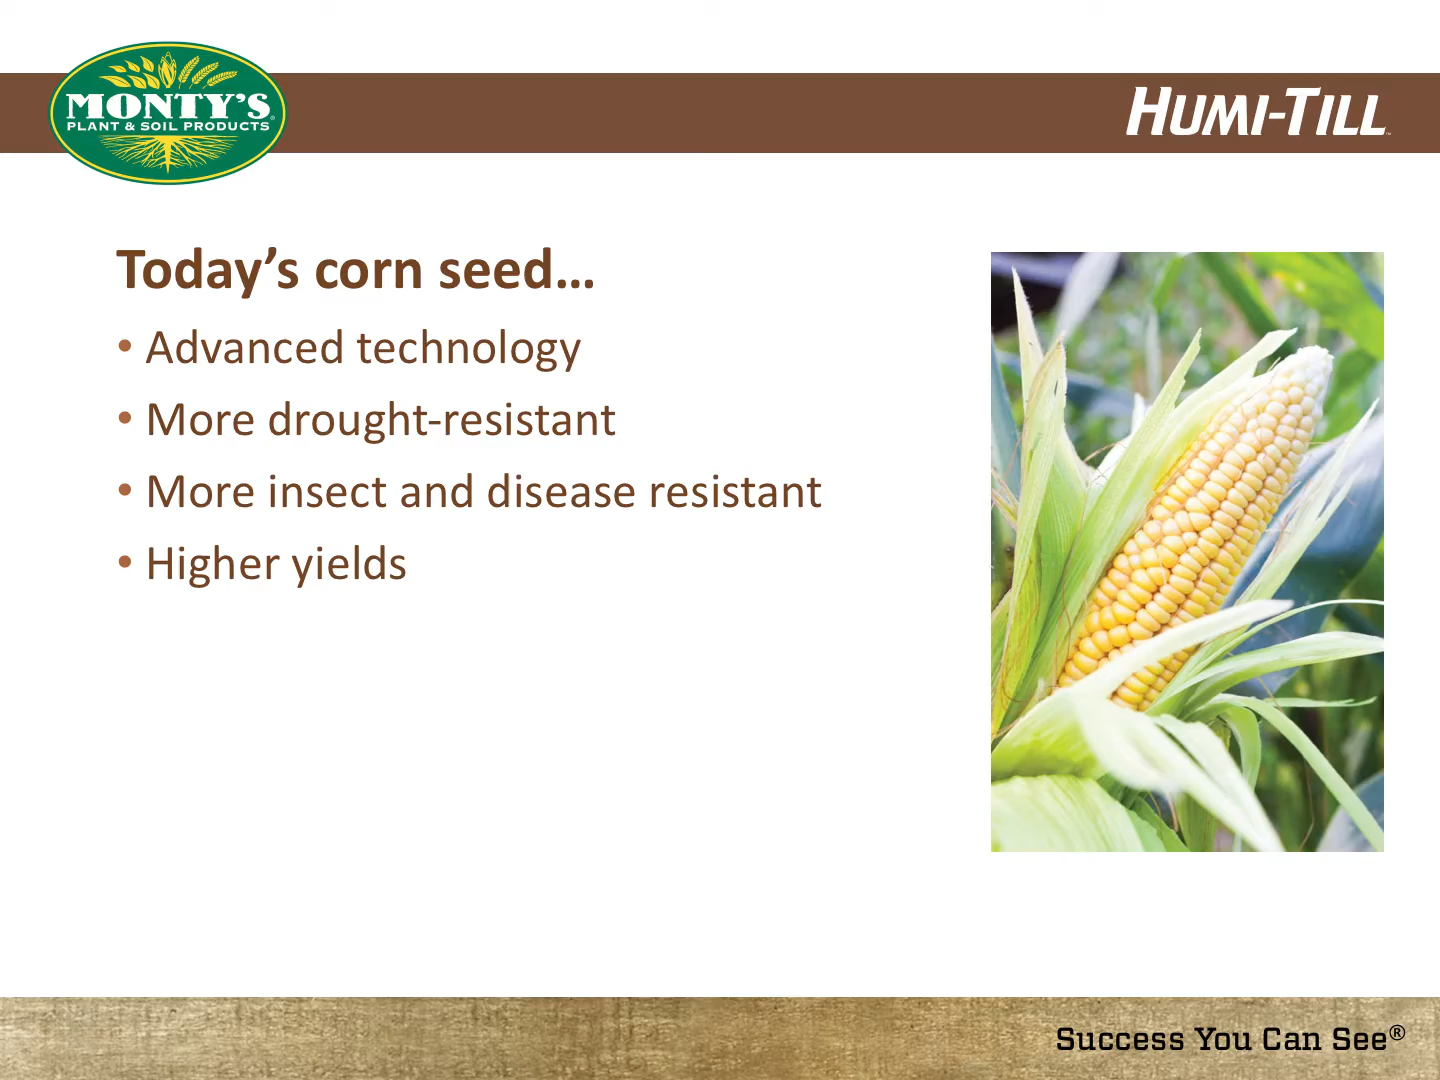 MONTY'S®
PLANT & SOIL PRODUCTS
HUMI-TILL™
Today’s corn seed…
• Advanced technology
• More drought-resistant
• More insect and disease resistant
• Higher yields
Success You Can See®